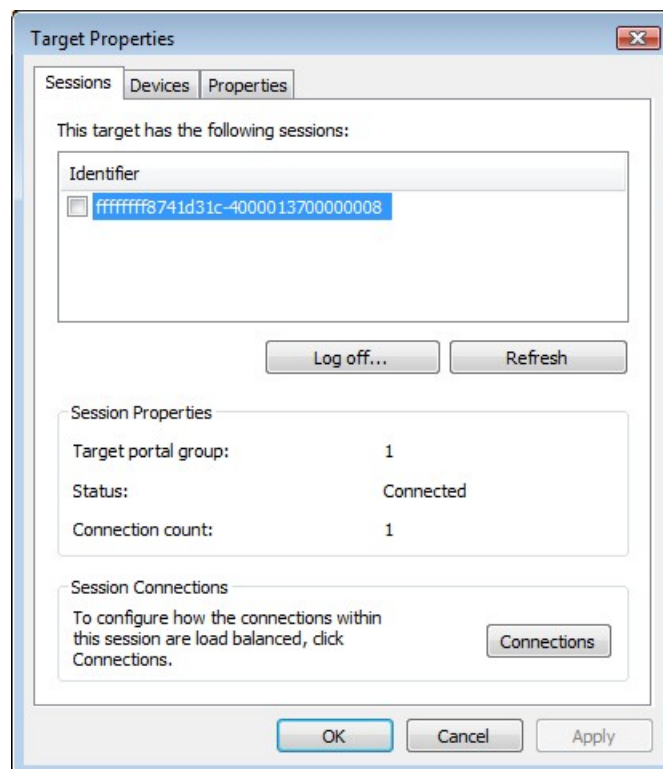 Target Properties
Sessions Devices Properties
This target has the following sessions:
Identifier
ffffffff8741d31c-4000013700000008
Log off... Refresh
Session Properties
Target portal group: 1
Status: Connected
Connection count: 1
Session Connections
To configure how the connections within
this session are load balanced, click
Connections.
Connections
OK Cancel Apply